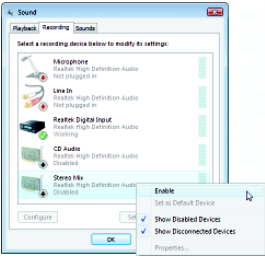 Sound
Playback Recording Sounds
Select a recording device below to modify its settings:
Microphone
Realtek High Definition Audio
Not plugged in
Line In
Realtek High Definition Audio
Not plugged in
Realtek Digital Input
Realtek High Definition Audio
Working
CD Audio
Realtek High Definition Audio
Disabled
Stereo Mix
Realtek High Definition Audio
Disabled
Enable
Set as Default Device
Show Disabled Devices
Show Disconnected Devices
Properties...
Configure
Set
OK